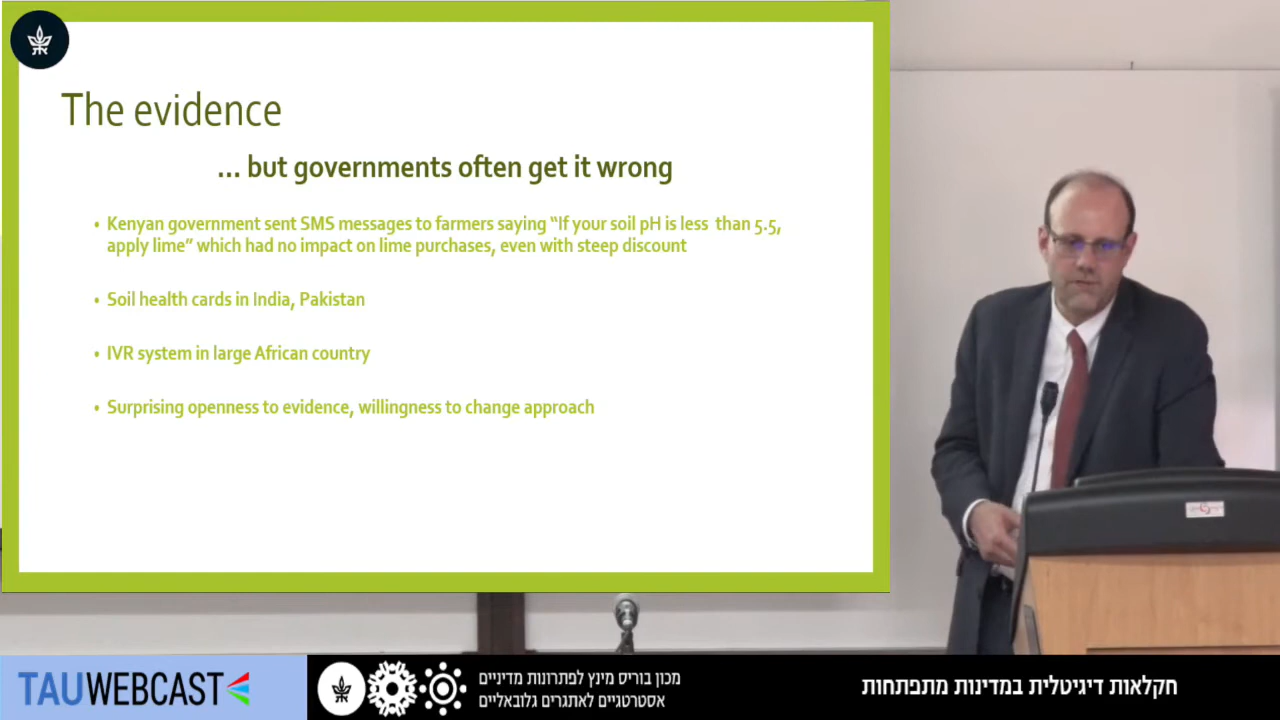 The evidence
... but governments often get it wrong
• Kenyan government sent SMS messages to farmers saying “If your soil pH is less than 5.5,
apply lime” which had no impact on lime purchases, even with steep discount
• Soil health cards in India, Pakistan
• IVR system in large African country
• Surprising openness to evidence, willingness to change approach
TAUWEBCAST
מכון בוריס מינץ לפתרונות מדיניים
אסטרטגיים לאתגרים גלובאליים
חקלאות דיגיטלית במדינות מתפתחות